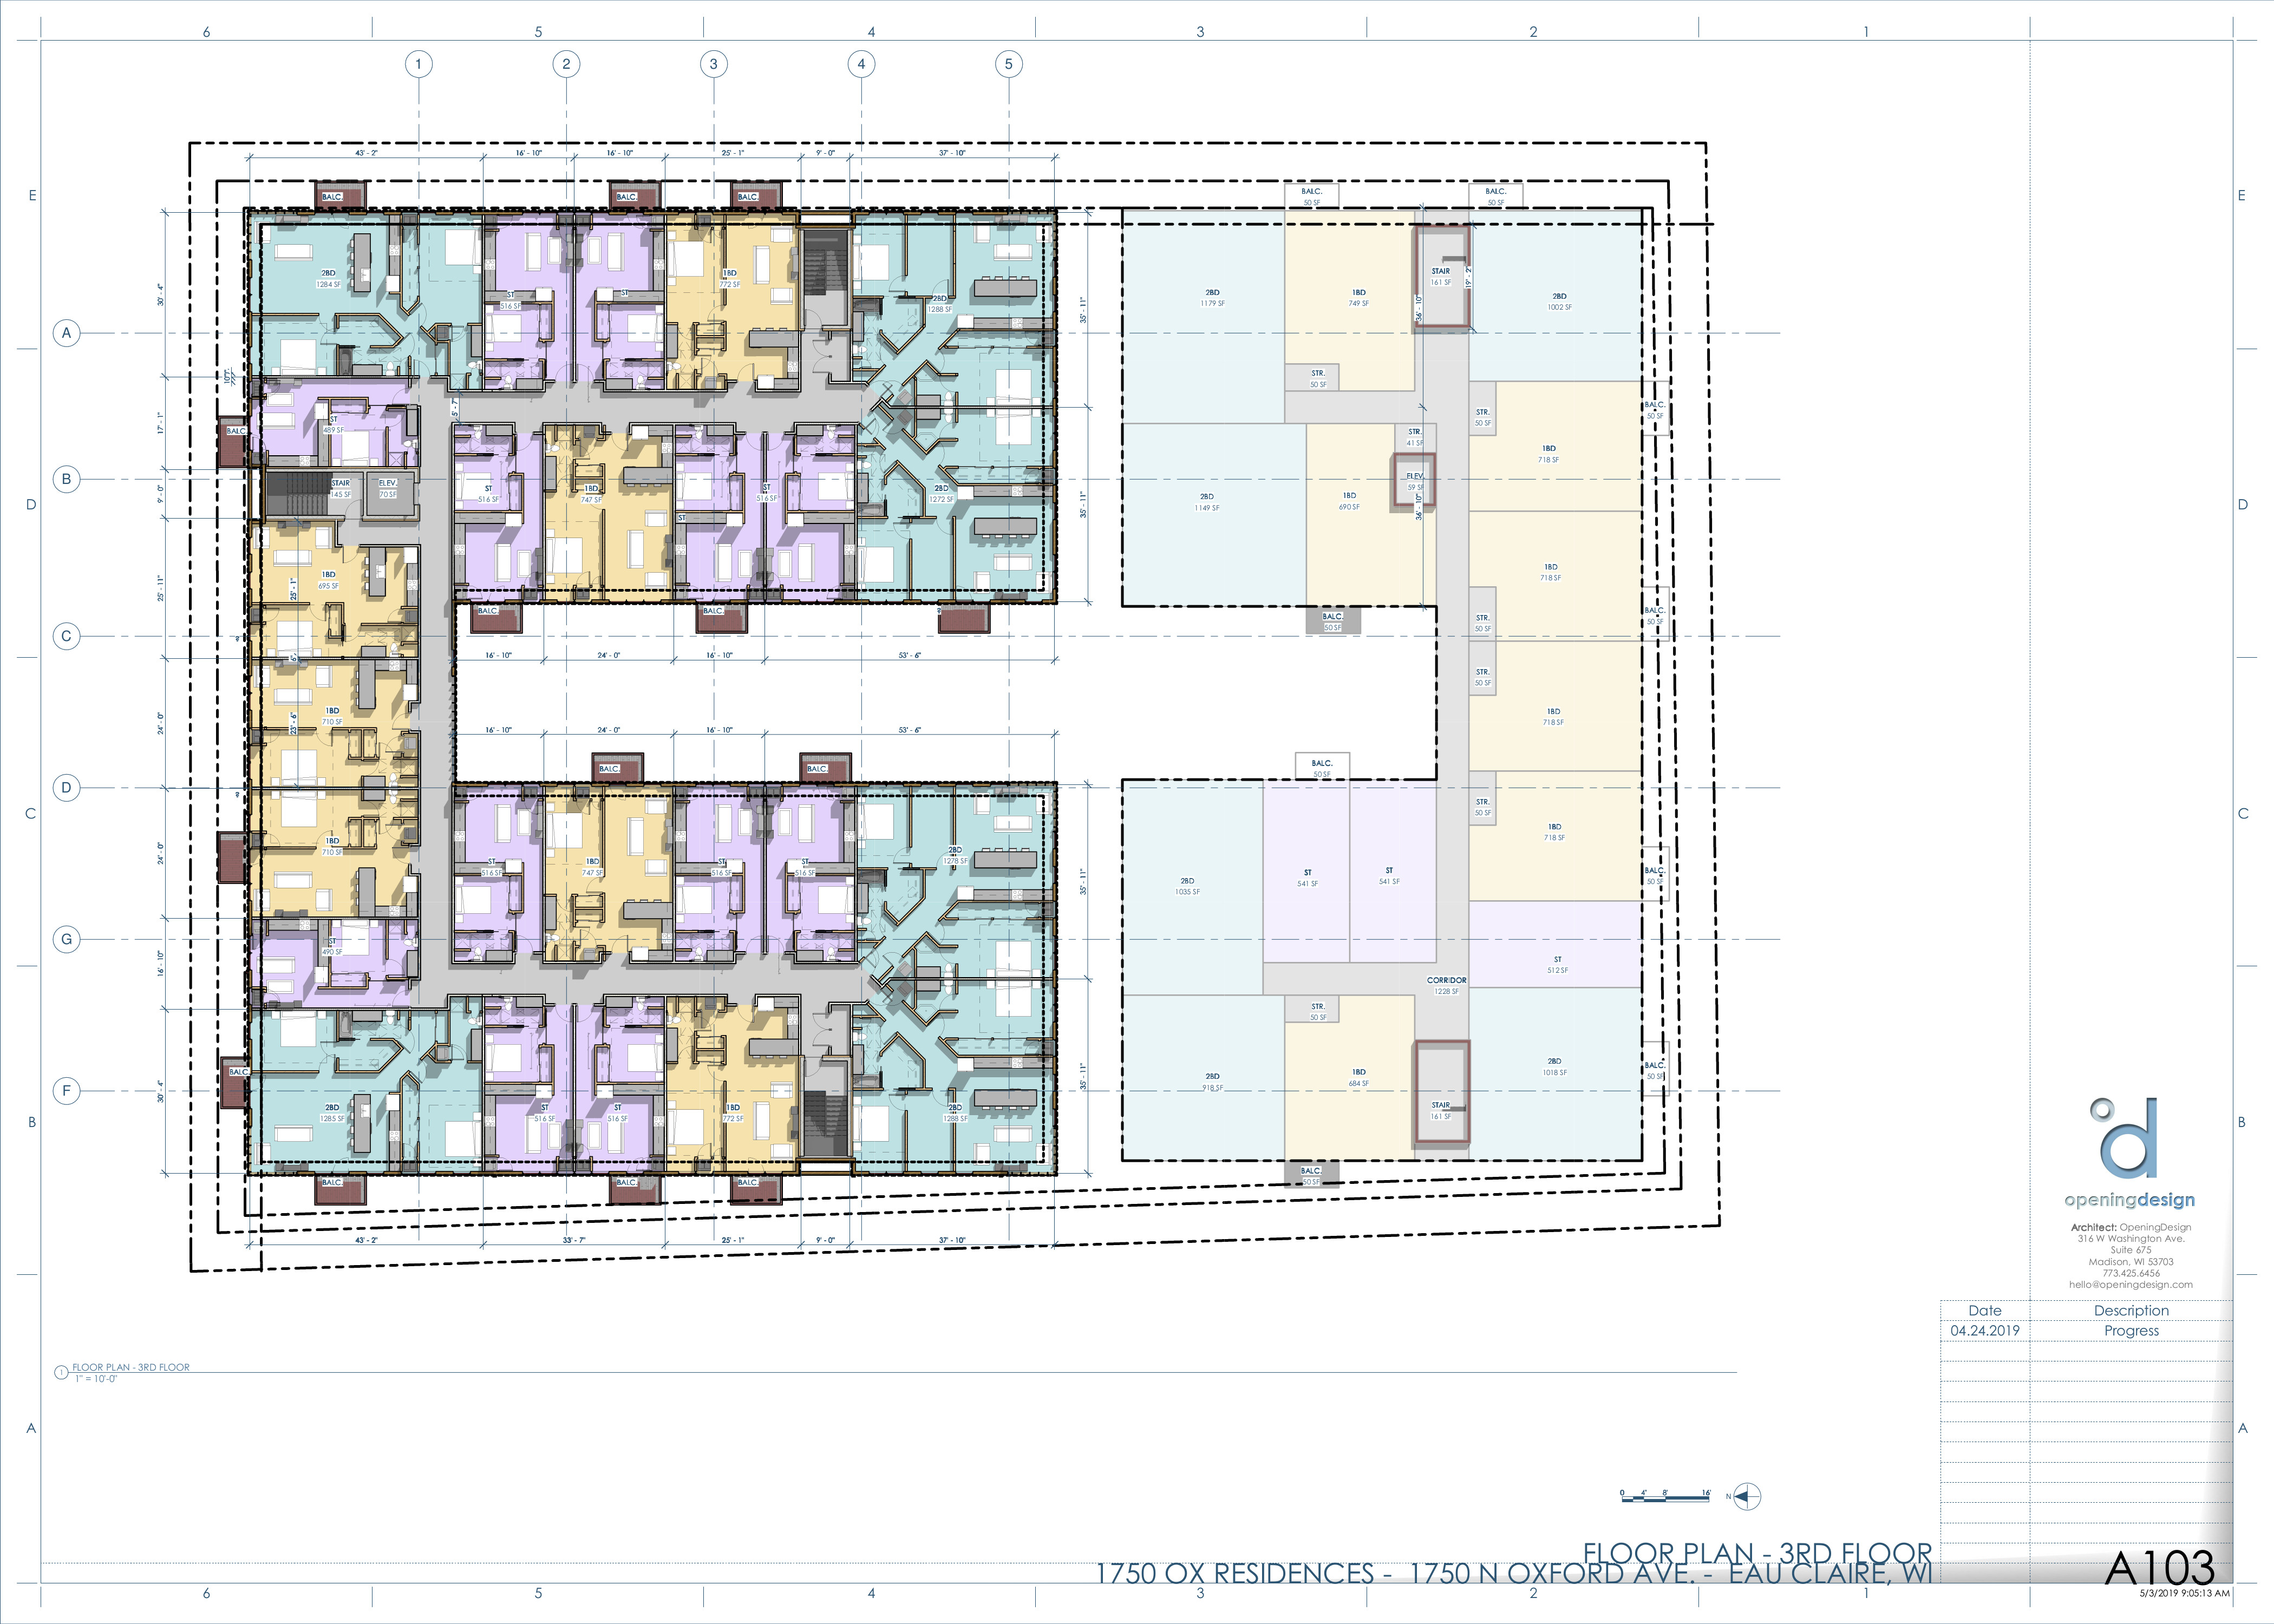 6 5 4 3 2 1
1 2 3 4 5
43' - 2" 16' - 10" 16' - 10" 25' - 1" 9' - 0" 37' - 10"
E E
BALC. BALC. BALC.
BALC. 50 SF
BALC. 50 SF
2BD
1284 SF
ST
516 SF
ST
1BD
772 SF
2BD
1288 SF
30' - 4"
35' - 11"
2BD
1179 SF
1BD
749 SF
STAIR
161 SF
19' - 2"
36' - 10"
2BD
1002 SF
A
STR.
50 SF
5' - 7"
17' - 1"
BALC.
ST
489 SF
STR.
50 SF
BALC.
50 SF
STR.
41 SF
1BD
718 SF
B
STAIR
145 SF
ELEV.
70 SF
9' - 0"
ST
516 SF
1BD
747 SF
ST
ST
516 SF
2BD
1272 SF
35' - 11"
2BD
1149 SF
1BD
690 SF
ELEV.
59 SF
36' - 10"
D D
1BD
695 SF
25' - 11"
25' - 1"
1BD
718 SF
BALC. BALC.
BALC.
50 SF
STR.
50 SF
BALC.
50 SF
C
16' - 10" 24' - 0" 16' - 10" 53' - 6"
STR.
50 SF
1BD
710 SF
24' - 0"
23' - 6"
1BD
718 SF
16' - 10" 24' - 0" 16' - 10" 53' - 6"
BALC. BALC.
BALC.
50 SF
D
STR.
50 SF
C C
1BD
710 SF
24' - 0"
ST
516 SF
1BD
747 SF
ST
516 SF
ST
516 SF
2BD
1278 SF
35' - 11"
2BD
1035 SF
ST
541 SF
ST
541 SF
1BD
718 SF
BALC.
50 SF
G
ST
490 SF
16' - 10"
ST
512 SF
CORRIDOR
1228 SF
STR.
50 SF
BALC.
2BD
918 SF
1BD
684 SF
2BD
1018 SF
BALC.
50 SF
F
30' - 4"
35' - 11"
2BD
1285 SF
ST
516 SF
ST
516 SF
1BD
772 SF
2BD
1288 SF
STAIR
161 SF
B B
BALC. BALC. BALC.
BALC.
50 SF
43' - 2" 33' - 7" 25' - 1" 9' - 0" 37' - 10"
openingdesign
Architect: OpeningDesign
316 W Washington Ave.
Suite 675
Madison, WI 53703
773.425.6456
hello@openingdesign.com
Date Description
04.24.2019 Progress
1 FLOOR PLAN - 3RD FLOOR
1" = 10'-0"
A A
0 4' 8' 16'
N
FLOOR PLAN - 3RD FLOOR
1750 OX RESIDENCES - 1750 N OXFORD AVE. - EAU CLAIRE, WI
A103
5/3/2019 9:05:13 AM
6 5 4 3 2 1